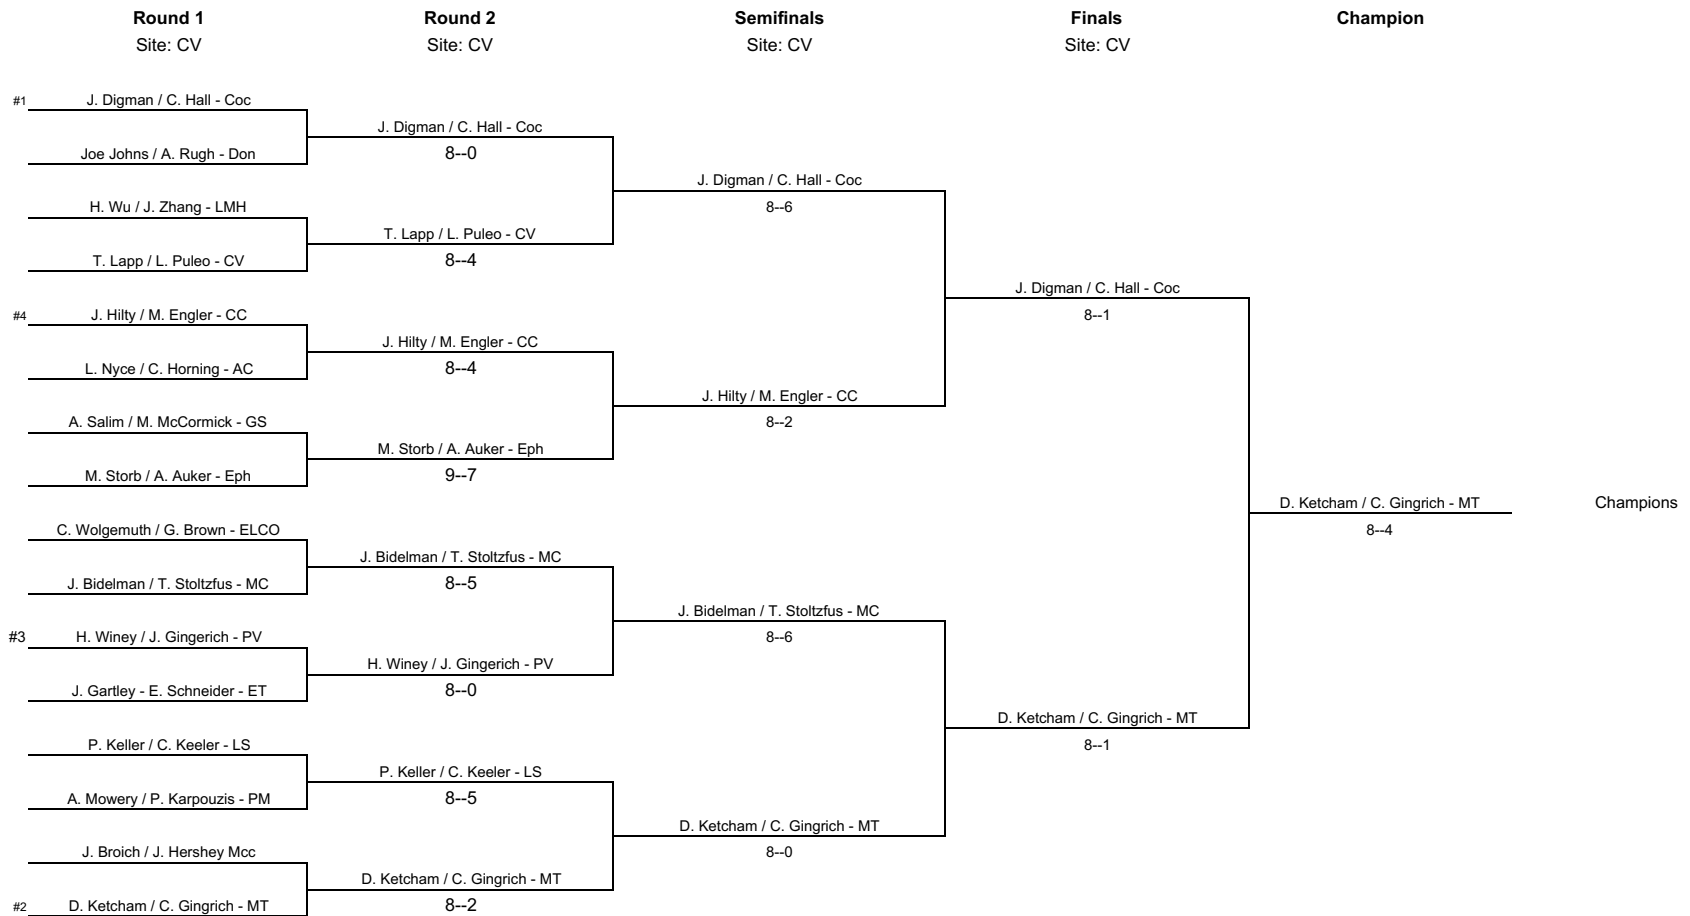 Round 1
Site: CV
Round 2
Site: CV
Semifinals
Site: CV
Finals
Site: CV
Champion
#1
J. Digman / C. Hall - Coc
Joe Johns / A. Rugh - Don
H. Wu / J. Zhang - LMH
T. Lapp / L. Puleo - CV
#4
J. Hilty / M. Engler - CC
L. Nyce / C. Horning - AC
A. Salim / M. McCormick - GS
M. Storb / A. Auker - Eph
C. Wolgemuth / G. Brown - ELCO
J. Bidelman / T. Stoltzfus - MC
#3
H. Winey / J. Gingerich - PV
J. Gartley - E. Schneider - ET
P. Keller / C. Keeler - LS
A. Mowery / P. Karpouzis - PM
J. Broich / J. Hershey Mcc
#2
D. Ketcham / C. Gingrich - MT
J. Digman / C. Hall - Coc
8--0
T. Lapp / L. Puleo - CV
8--4
J. Hilty / M. Engler - CC
8--4
M. Storb / A. Auker - Eph
9--7
J. Bidelman / T. Stoltzfus - MC
8--5
H. Winey / J. Gingerich - PV
8--0
P. Keller / C. Keeler - LS
8--5
D. Ketcham / C. Gingrich - MT
8--2
J. Digman / C. Hall - Coc
8--6
J. Hilty / M. Engler - CC
8--2
J. Bidelman / T. Stoltzfus - MC
8--6
D. Ketcham / C. Gingrich - MT
8--0
J. Digman / C. Hall - Coc
8--1
D. Ketcham / C. Gingrich - MT
8--1
D. Ketcham / C. Gingrich - MT
8--4
Champions